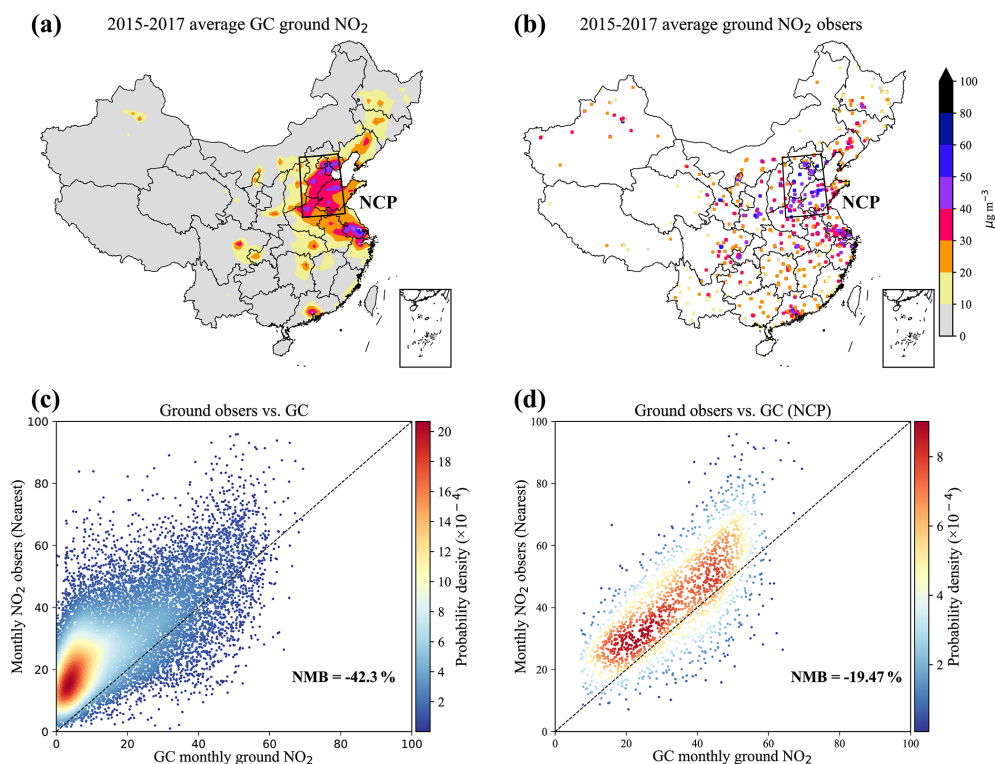 (a)
2015-2017 average GC ground NO₂
NCP
(b)
2015-2017 average ground NO₂ obsers
NCP
100
80
60
50
40
30
20
10
0
μg m⁻³
(c)
Ground obsers vs. GC
100
80
60
40
20
0
Monthly NO₂ obsers (Nearest)
0 20 40 60 80 100
GC monthly ground NO₂
NMB = -42.3 %
20
18
16
14
12
10
8
6
4
2
Probability density (×10⁻⁴)
(d)
Ground obsers vs. GC (NCP)
100
80
60
40
20
0
Monthly NO₂ obsers (Nearest)
20 40 60 80 100
GC monthly ground NO₂
NMB = -19.47 %
8
6
4
2
Probability density (×10⁻⁴)